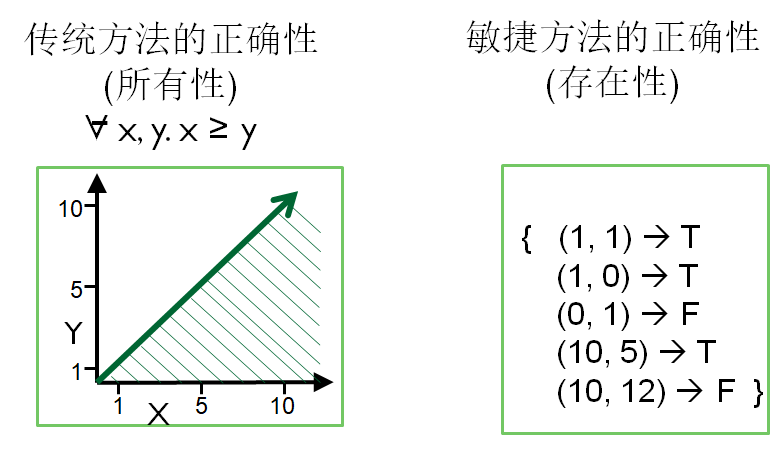 传统方法的正确性
(所有性)
∀ x, y. x ≥ y
10
5
Y
1
1
5
10
X
敏捷方法的正确性
(存在性)
{ (1, 1) → T
(1, 0) → T
(0, 1) → F
(10, 5) → T
(10, 12) → F }